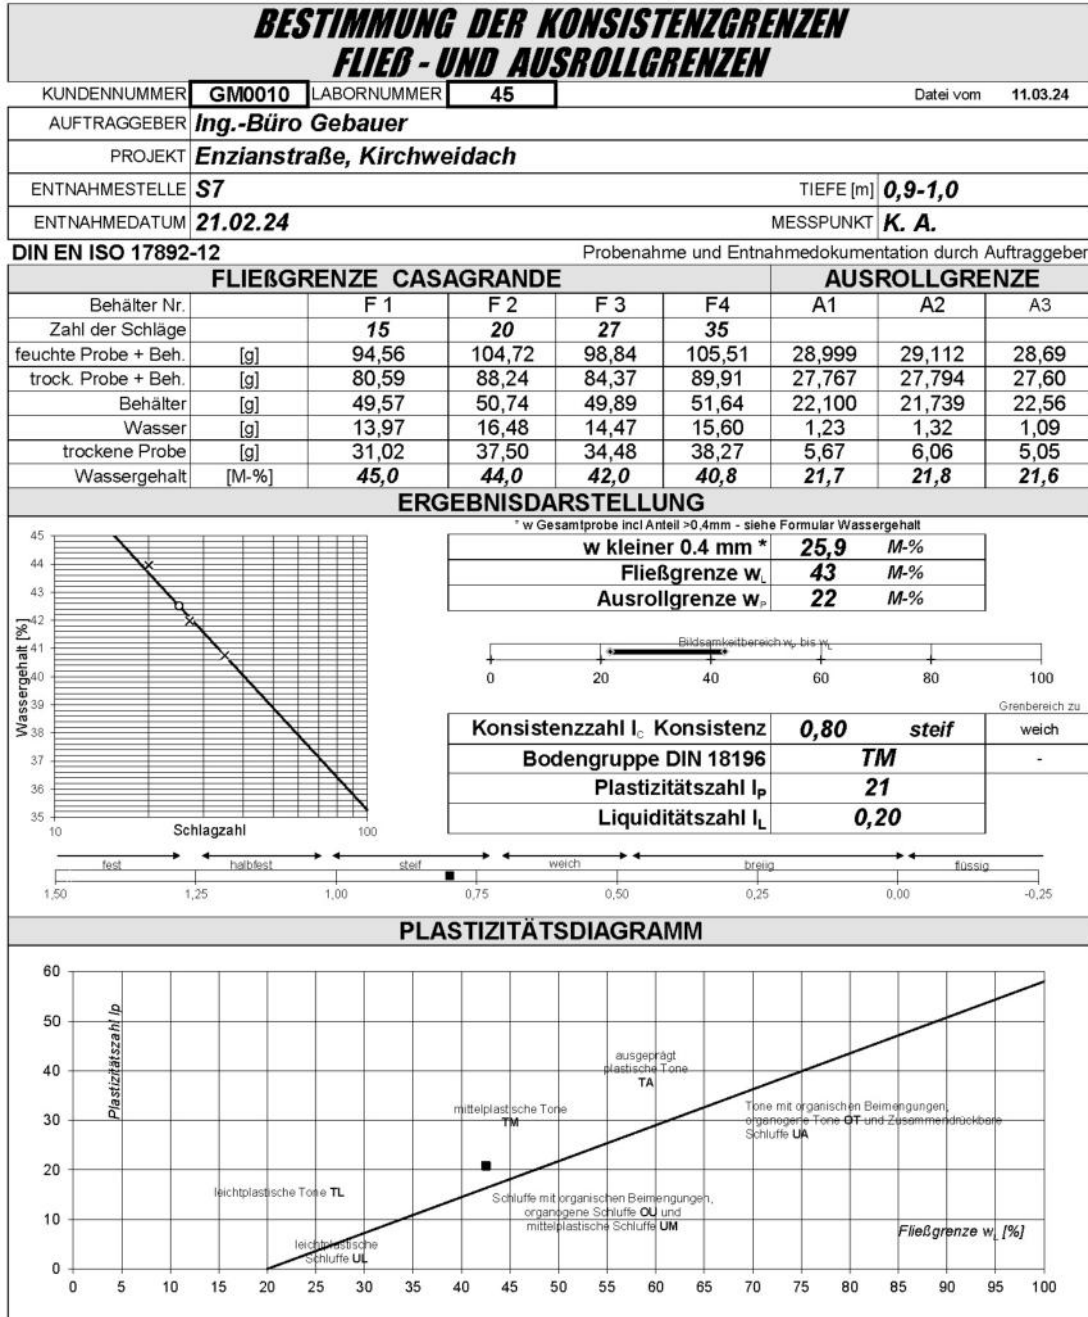 BESTIMMUNG DER KONSISTENZGRENZEN
FLIEß - UND AUSROLLGRENZEN
KUNDENNUMMER GM0010 LABORNUMMER 45 Datei vom 11.03.24
AUFTRAGGEBER Ing.-Büro Gebauer
PROJEKT Enzianstraße, Kirchweidach
ENTNAHMESTELLE S7 TIEFE [m] 0,9-1,0
ENTNAHMEDATUM 21.02.24 MESSPUNKT K. A.
DIN EN ISO 17892-12 Probenahme und Entnahmedokumentation durch Auftraggeber
FLIEßGRENZE CASAGRANDE AUSROLLGRENZE
Behälter Nr. F 1 F 2 F 3 F4 A1 A2 A3
Zahl der Schläge 15 20 27 35
feuchte Probe + Beh. [g] 94,56 104,72 98,84 105,51 28,999 29,112 28,69
trock. Probe + Beh. [g] 80,59 88,24 84,37 89,91 27,767 27,794 27,60
Behälter [g] 49,57 50,74 49,89 51,64 22,100 21,739 22,56
Wasser [g] 13,97 16,48 14,47 15,60 1,23 1,32 1,09
trockene Probe [g] 31,02 37,50 34,48 38,27 5,67 6,06 5,05
Wassergehalt [M-%] 45,0 44,0 42,0 40,8 21,7 21,8 21,6
ERGEBNISDARSTELLUNG
* w Gesamtprobe incl Anteil >0,4mm - siehe Formular Wassergehalt
w kleiner 0.4 mm * 25,9 M-%
Fließgrenze wL 43 M-%
Ausrollgrenze wP 22 M-%
Wassergehalt [%]
45
44
43
42
41
40
39
38
37
36
35
10 Schlagzahl 100
Bildsamkeitbereich wP bis wL
0 20 40 60 80 100
Grenbereich zu
Konsistenzzahl IC Konsistenz 0,80 steif weich
Bodengruppe DIN 18196 TM -
Plastizitätszahl IP 21
Liquiditätszahl IL 0,20
fest halbfest steif weich breiig flüssig
1,50 1,25 1,00 0,75 0,50 0,25 0,00 -0,25
PLASTIZITÄTSDIAGRAMM
Plastizitätszahl Ip
60
50
40
30
20
10
0
ausgeprägt
plastische Tone
TA
mittelplastische Tone
TM
Tone mit organischen Beimengungen,
organogene Tone OT und Zusammendrückbare
Schluffe UA
leichtplastische Tone TL
Schluffe mit organischen Beimengungen,
organogene Schluffe OU und
mittelplastische Schluffe UM
leichtplastische
Schluffe UL
Fließgrenze wL [%]
0 5 10 15 20 25 30 35 40 45 50 55 60 65 70 75 80 85 90 95 100